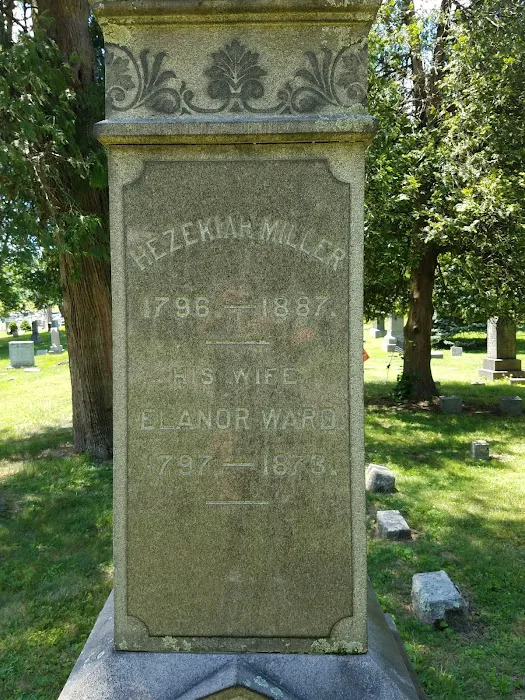 HEZEKIAH MILLER
1796. — 1887.
HIS WIFE
ELANOR WARD.
1797. — 1873.